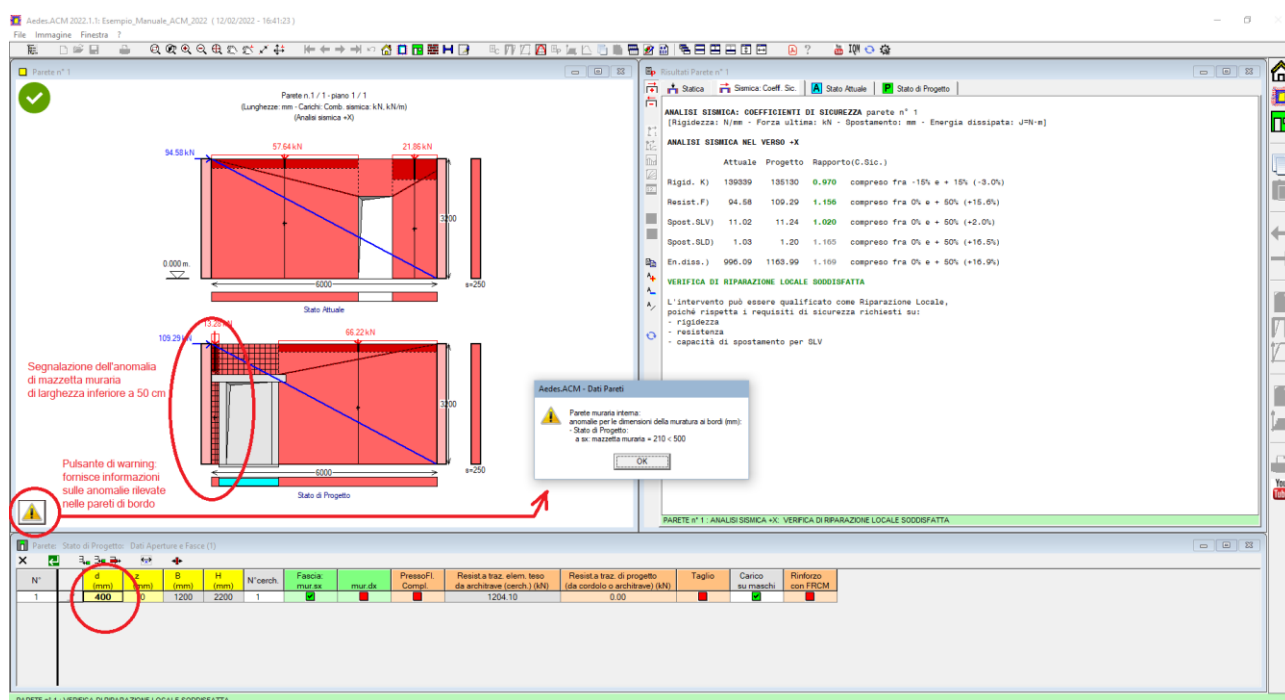 Aedes.ACM 2022.1.1: Esempio_Manuale_ACM_2022 ( 12/02/2022 - 16:41:23 )
File Immagine Finestra ?
Parete n° 1
Parete n.1 / 1 - piano 1 / 1
(Lunghezze: mm - Carichi: Comb. sismica: kN, kN/m)
(Analisi sismica +X)
94.58 kN
57.64 kN
21.86 kN
3200
0.000 m.
6000
s=250
Stato Attuale
13.28 kN
109.29 kN
66.22 kN
3200
6000
s=250
Stato di Progetto
Segnalazione dell'anomalia
di mazzetta muraria
di larghezza inferiore a 50 cm
Pulsante di warning:
fornisce informazioni
sulle anomalie rilevate
nelle pareti di bordo
Risultati Parete n° 1
Statica Sismica: Coeff. Sic. A Stato Attuale P Stato di Progetto
ANALISI SISMICA: COEFFICIENTI DI SICUREZZA parete n° 1
[Rigidezza: N/mm - Forza ultima: kN - Spostamento: mm - Energia dissipata: J=N·m]
ANALISI SISMICA NEL VERSO +X
Attuale Progetto Rapporto(C.Sic.)
Rigid. K) 139339 135130 0.970 compreso fra -15% e + 15% (-3.0%)
Resist.F) 94.58 109.29 1.156 compreso fra 0% e + 50% (+15.6%)
Spost.SLV) 11.02 11.24 1.020 compreso fra 0% e + 50% (+2.0%)
Spost.SLD) 1.03 1.20 1.165 compreso fra 0% e + 50% (+16.5%)
En.diss.) 996.09 1163.99 1.169 compreso fra 0% e + 50% (+16.9%)
VERIFICA DI RIPARAZIONE LOCALE SODDISFATTA
L'intervento può essere qualificato come Riparazione Locale,
poiché rispetta i requisiti di sicurezza richiesti su:
- rigidezza
- resistenza
- capacità di spostamento per SLV
Aedes.ACM - Dati Pareti
Parete muraria interna:
anomalie per le dimensioni della muratura ai bordi (mm):
- Stato di Progetto:
a sx: mazzetta muraria = 210 < 500
OK
PARETE n° 1 : ANALISI SISMICA +X: VERIFICA DI RIPARAZIONE LOCALE SODDISFATTA
Parete: Stato di Progetto: Dati Aperture e Fasce (1)
N° d (mm) z (mm) B (mm) H (mm) N°cerch. Fascia: mur.sx mur.dx PressoFl. Compl. Resist.a traz. elem. teso da architrave (cerch.) (kN) Resist.a traz. di progetto (da cordolo o architrave) (kN) Taglio Carico su maschi Rinforzo con FRCM
1 400 0 1200 2200 1 1204.10 0.00
PARETE n° 1 : VERIFICA DI RIPARAZIONE LOCALE SODDISFATTA